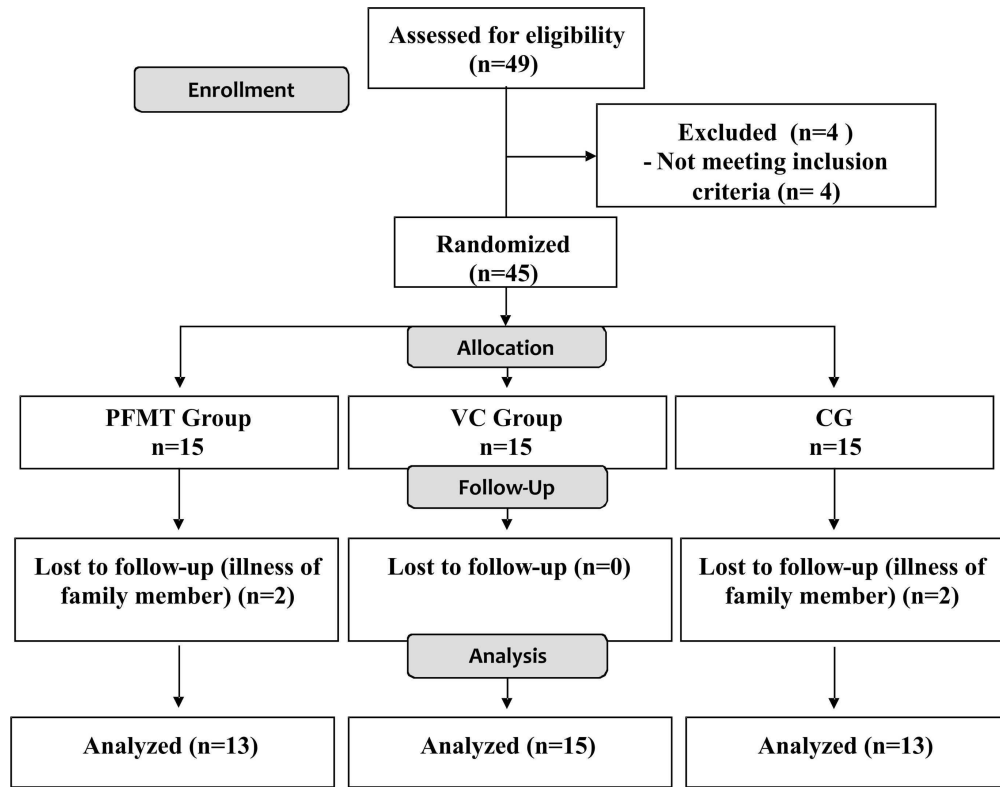 Assessed for eligibility
(n=49)
Enrollment
Excluded (n=4 )
- Not meeting inclusion
criteria (n= 4)
Randomized
(n=45)
Allocation
PFMT Group
n=15
VC Group
n=15
CG
n=15
Follow-Up
Lost to follow-up (illness of
family member) (n=2)
Lost to follow-up (n=0)
Lost to follow-up (illness of
family member) (n=2)
Analysis
Analyzed (n=13)
Analyzed (n=15)
Analyzed (n=13)